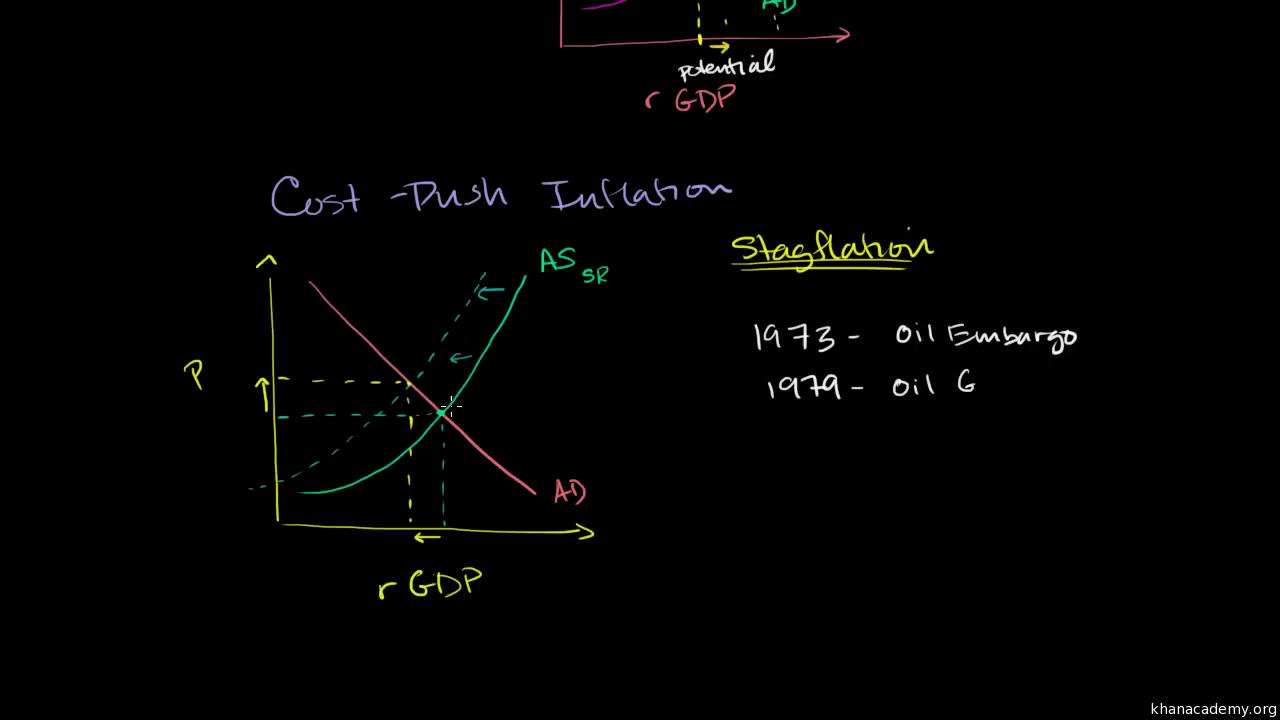 AD
potential
r GDP
Cost-Push Inflation
Stagflation
AS SR
1973 - Oil Embargo
P
1979 - Oil G
AD
r GDP
khanacademy.org